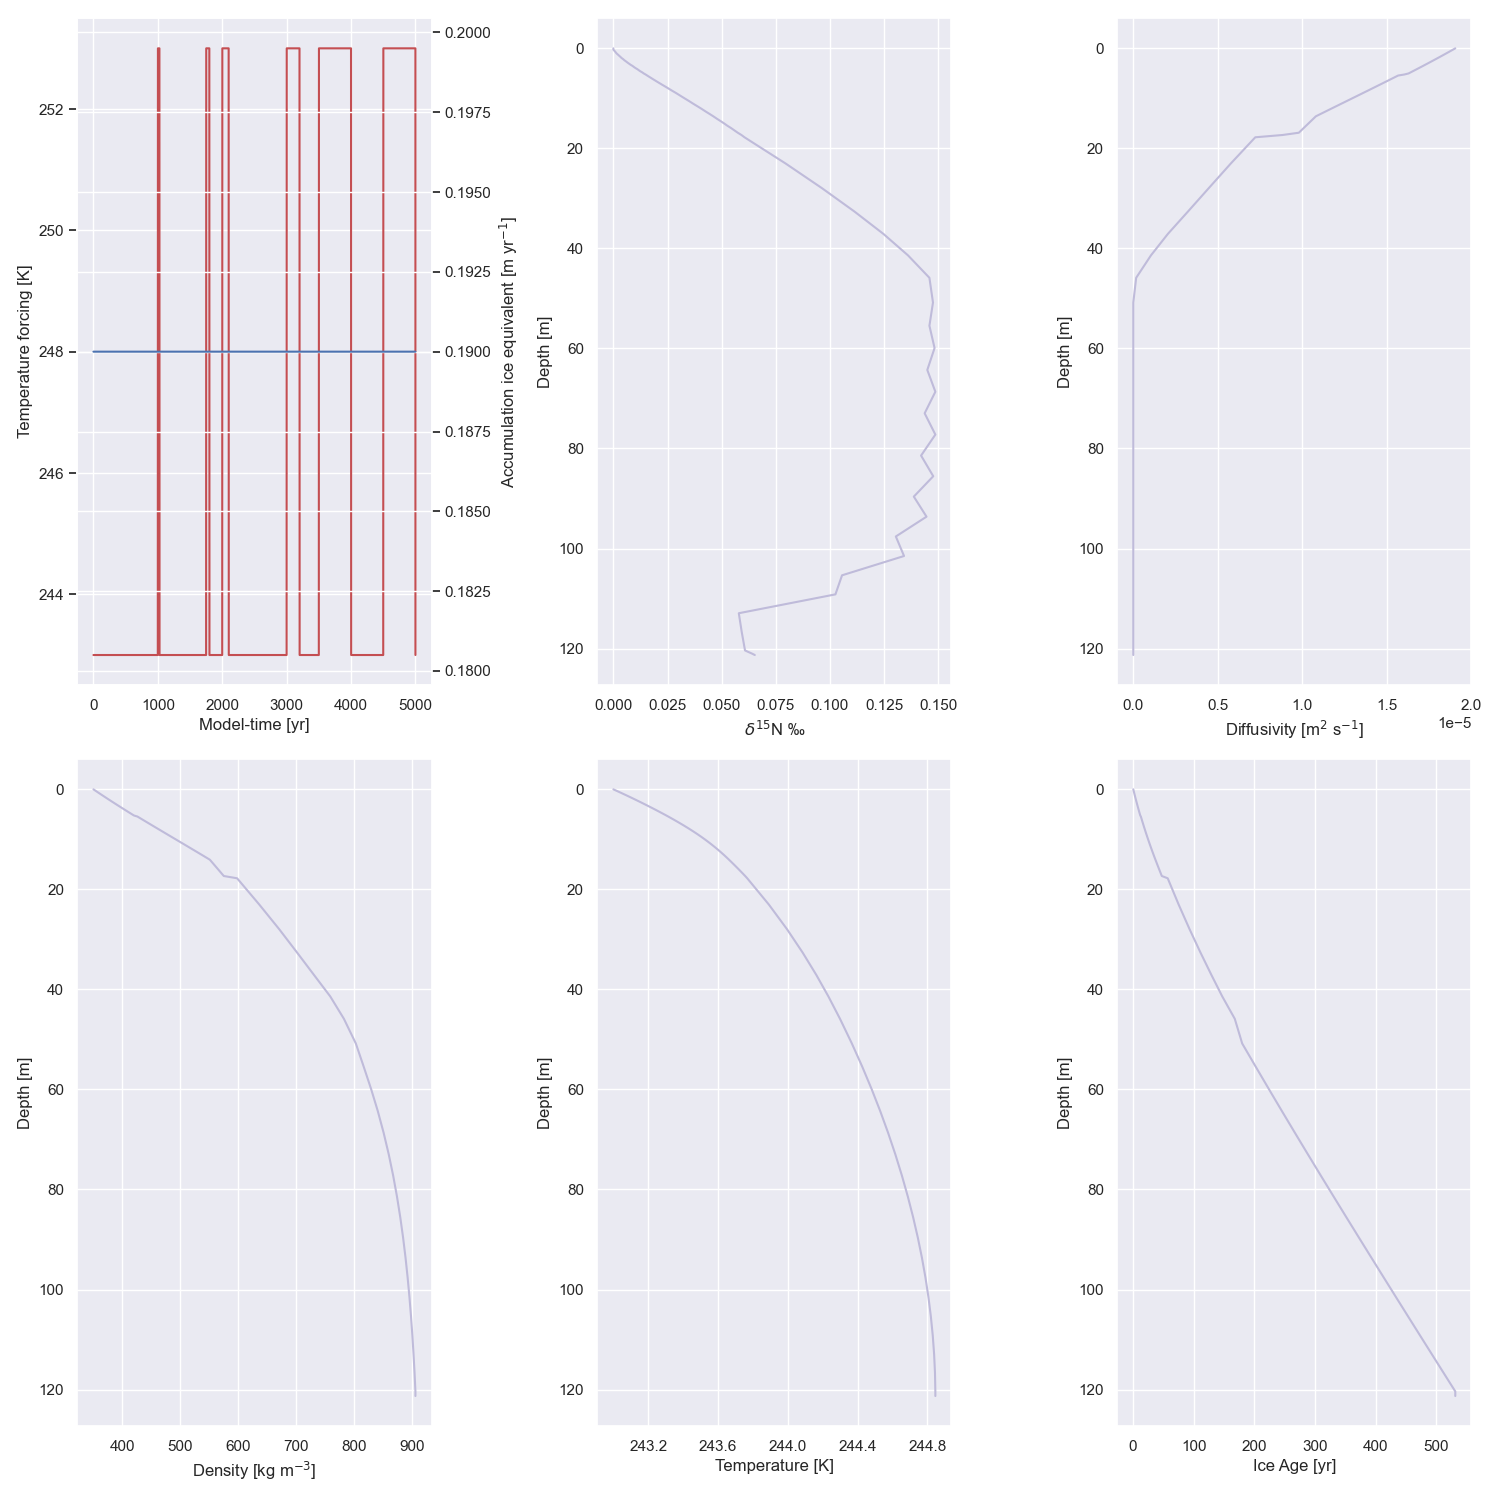 252
250
248
246
244
Temperature forcing [K]
0 1000 2000 3000 4000 5000
Model-time [yr]
0.2000
0.1975
0.1950
0.1925
0.1900
0.1875
0.1850
0.1825
0.1800
Accumulation ice equivalent [m yr⁻¹]
0
20
40
60
80
100
120
Depth [m]
0.000 0.025 0.050 0.075 0.100 0.125 0.150
δ¹⁵N ‰
0
20
40
60
80
100
120
Depth [m]
0.0 0.5 1.0 1.5 2.0
1e−5
Diffusivity [m² s⁻¹]
0
20
40
60
80
100
120
Depth [m]
400 500 600 700 800 900
Density [kg m⁻³]
0
20
40
60
80
100
120
Depth [m]
243.2 243.6 244.0 244.4 244.8
Temperature [K]
0
20
40
60
80
100
120
Depth [m]
0 100 200 300 400 500
Ice Age [yr]